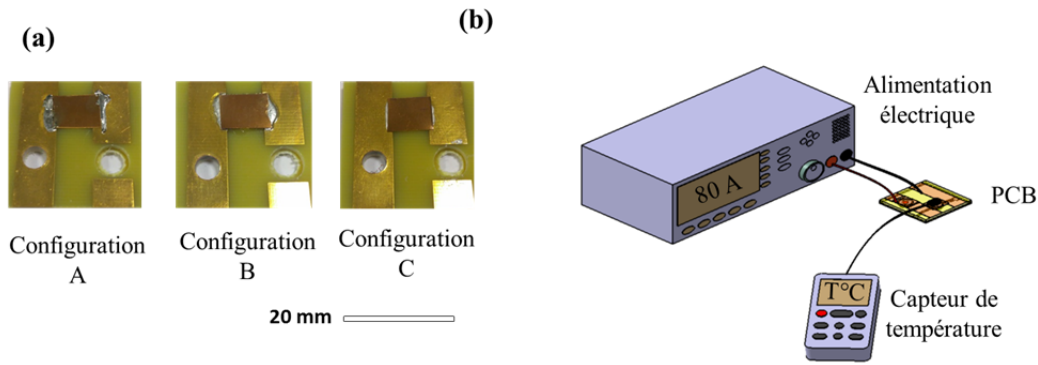 (a)
(b)
Configuration
A
Configuration
B
Configuration
C
20 mm
Alimentation
électrique
80 A
PCB
T°C
Capteur de
température